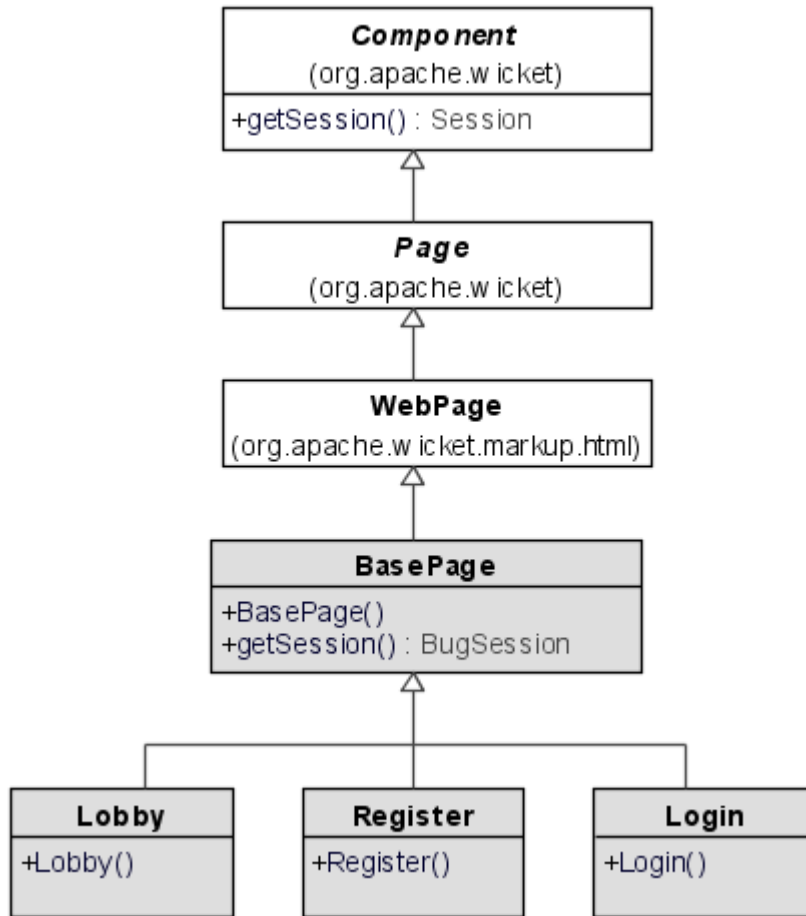 Component
(org.apache.wicket)
+getSession() : Session
Page
(org.apache.wicket)
WebPage
(org.apache.wicket.markup.html)
BasePage
+BasePage()
+getSession() : BugSession
Lobby
+Lobby()
Register
+Register()
Login
+Login()